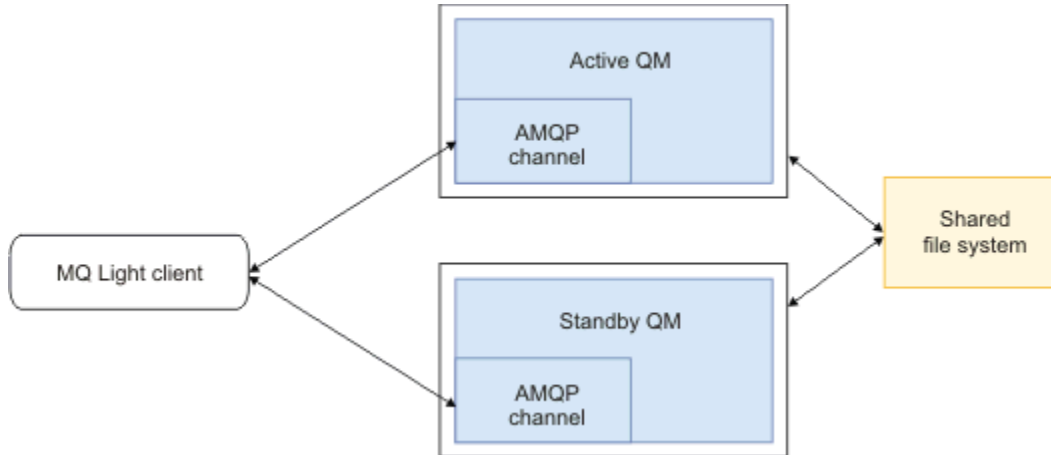 Active QM
AMQP
channel
MQ Light client
Shared
file system
Standby QM
AMQP
channel